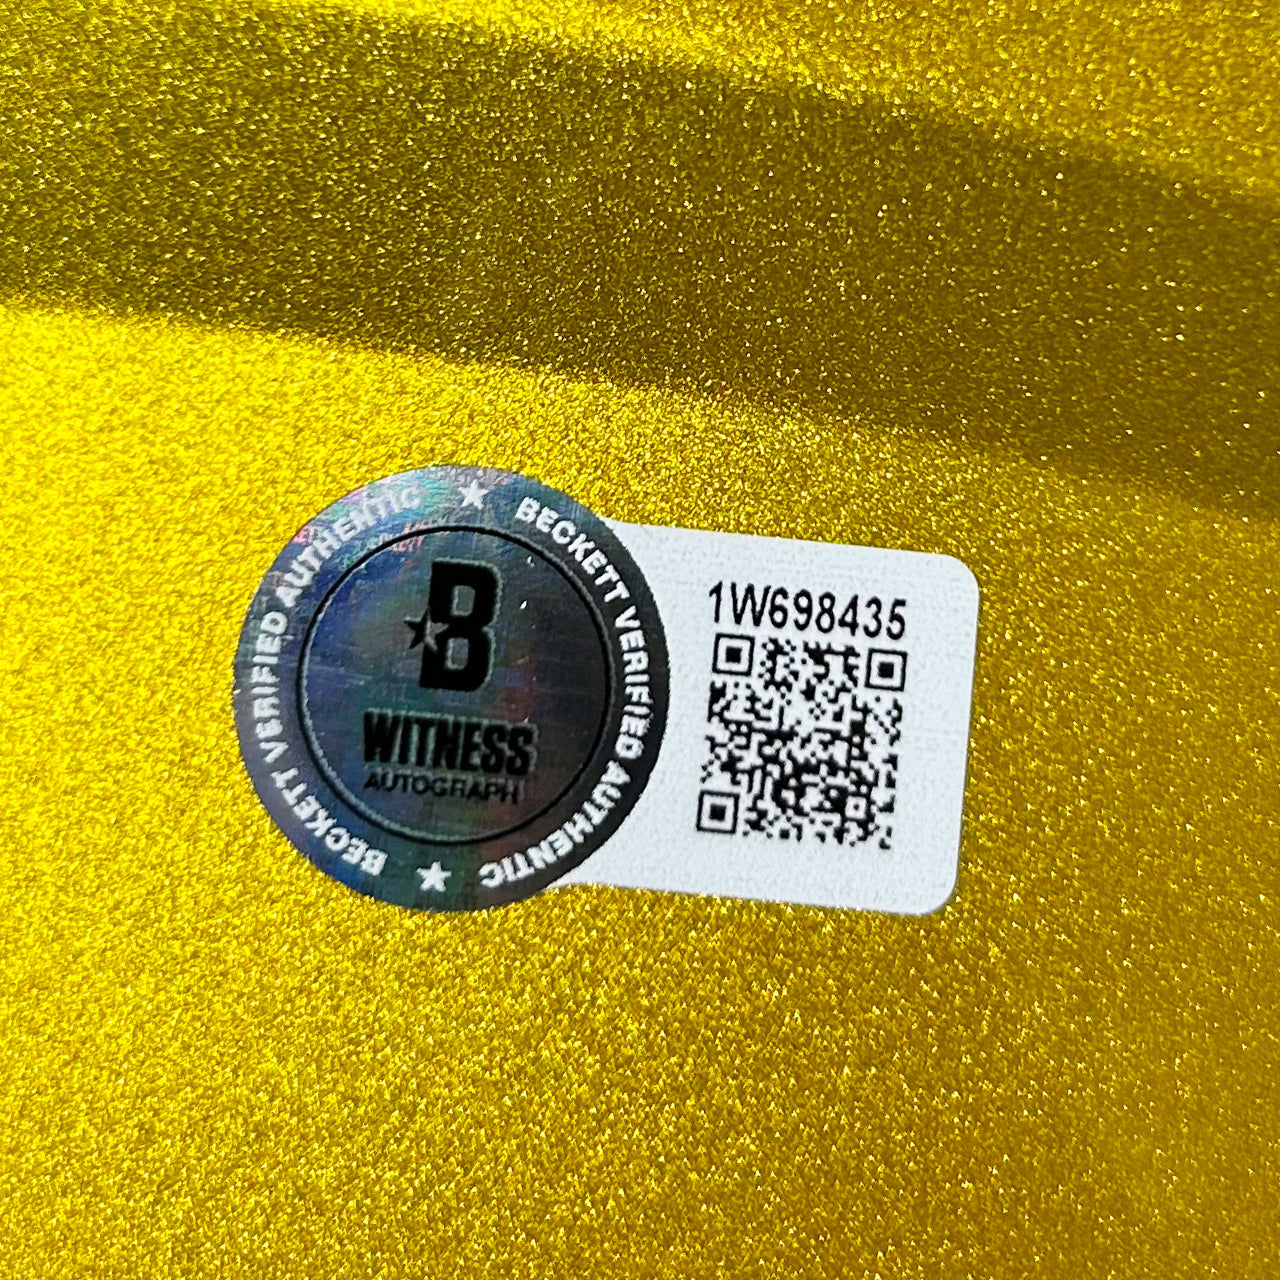 BECKETT VERIFIED AUTHENTIC ★
BECKETT VERIFIED AUTHENTIC ★
B
WITNESS
AUTOGRAPH
1W698435